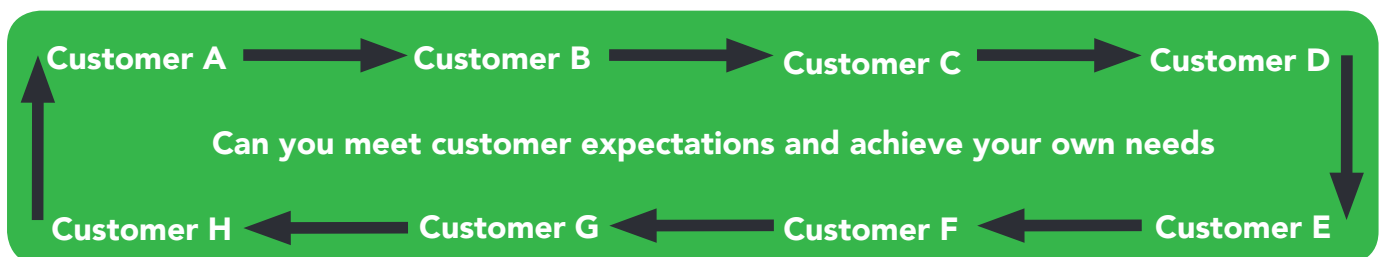 Customer A Customer B Customer C Customer D
Can you meet customer expectations and achieve your own needs
Customer H Customer G Customer F Customer E